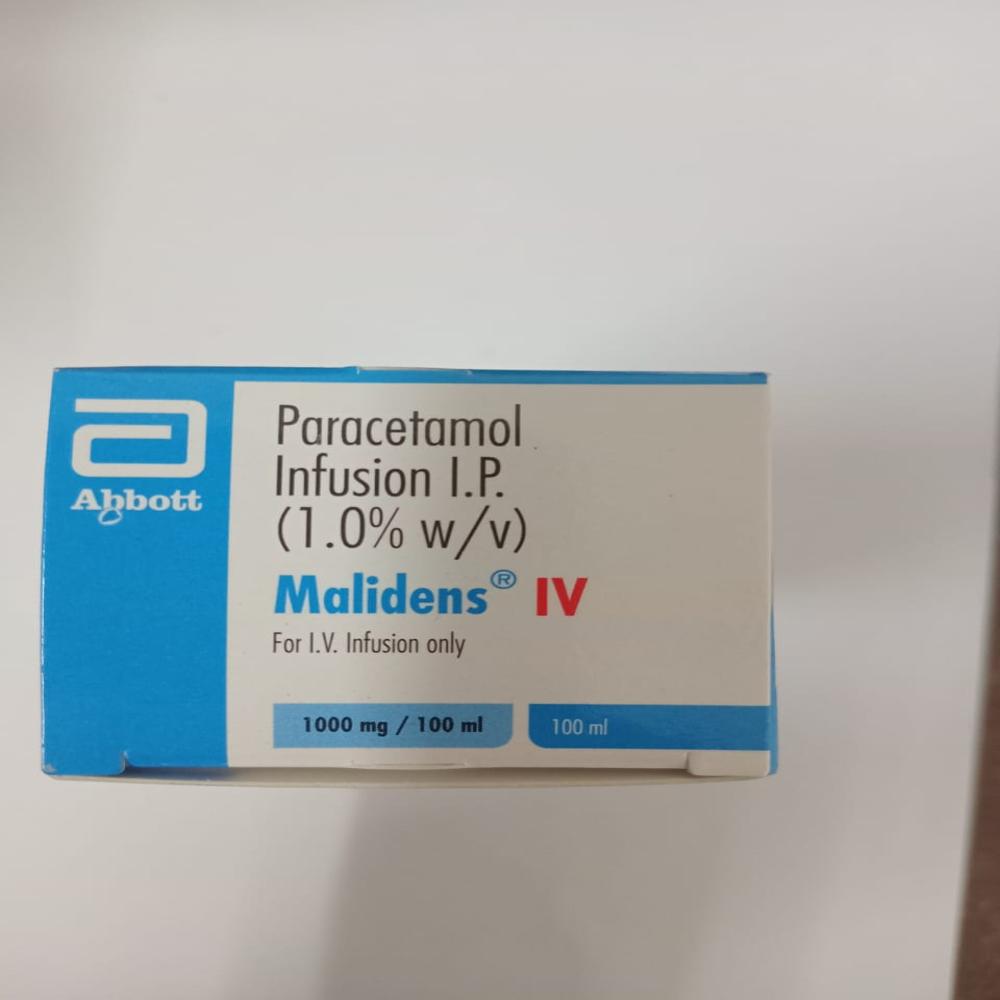 Abbott
Paracetamol
Infusion I.P.
(1.0% w/v)
Malidens® IV
For I.V. Infusion only
1000 mg / 100 ml
100 ml